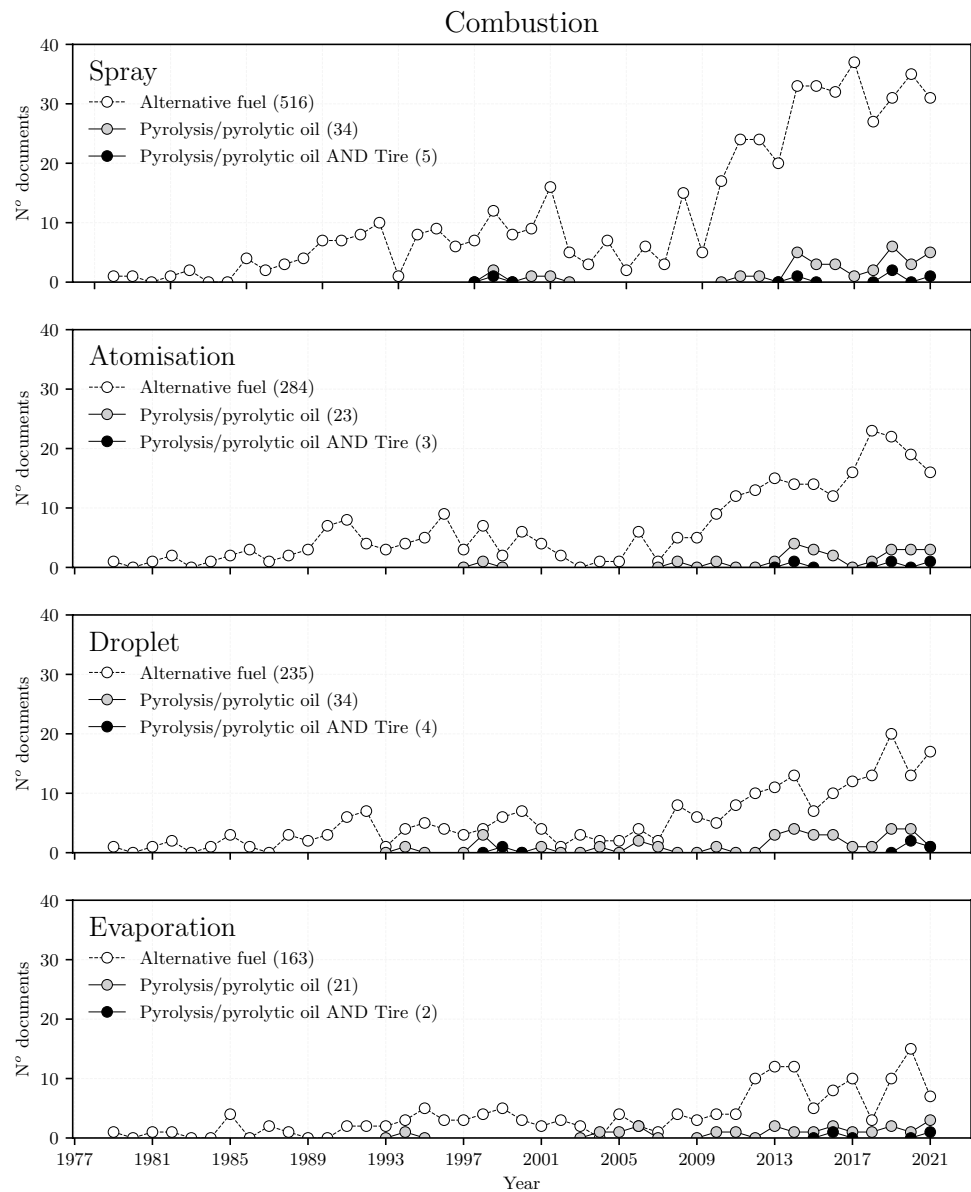 Combustion
40
30
20
10
0
Nº documents
Spray
Alternative fuel (516)
Pyrolysis/pyrolytic oil (34)
Pyrolysis/pyrolytic oil AND Tire (5)
40
30
20
10
0
Nº documents
Atomisation
Alternative fuel (284)
Pyrolysis/pyrolytic oil (23)
Pyrolysis/pyrolytic oil AND Tire (3)
40
30
20
10
0
Nº documents
Droplet
Alternative fuel (235)
Pyrolysis/pyrolytic oil (34)
Pyrolysis/pyrolytic oil AND Tire (4)
40
30
20
10
0
Nº documents
Evaporation
Alternative fuel (163)
Pyrolysis/pyrolytic oil (21)
Pyrolysis/pyrolytic oil AND Tire (2)
1977 1981 1985 1989 1993 1997 2001 2005 2009 2013 2017 2021
Year